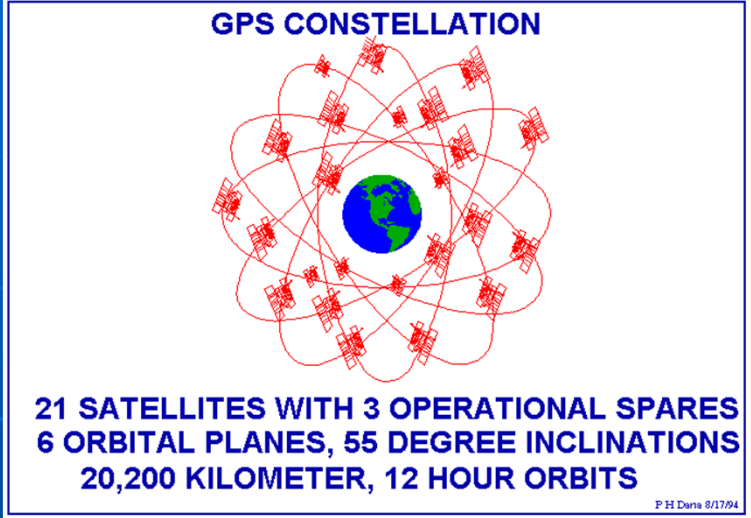 GPS CONSTELLATION
21 SATELLITES WITH 3 OPERATIONAL SPARES
6 ORBITAL PLANES, 55 DEGREE INCLINATIONS
20,200 KILOMETER, 12 HOUR ORBITS
P H Dana 8/17/94